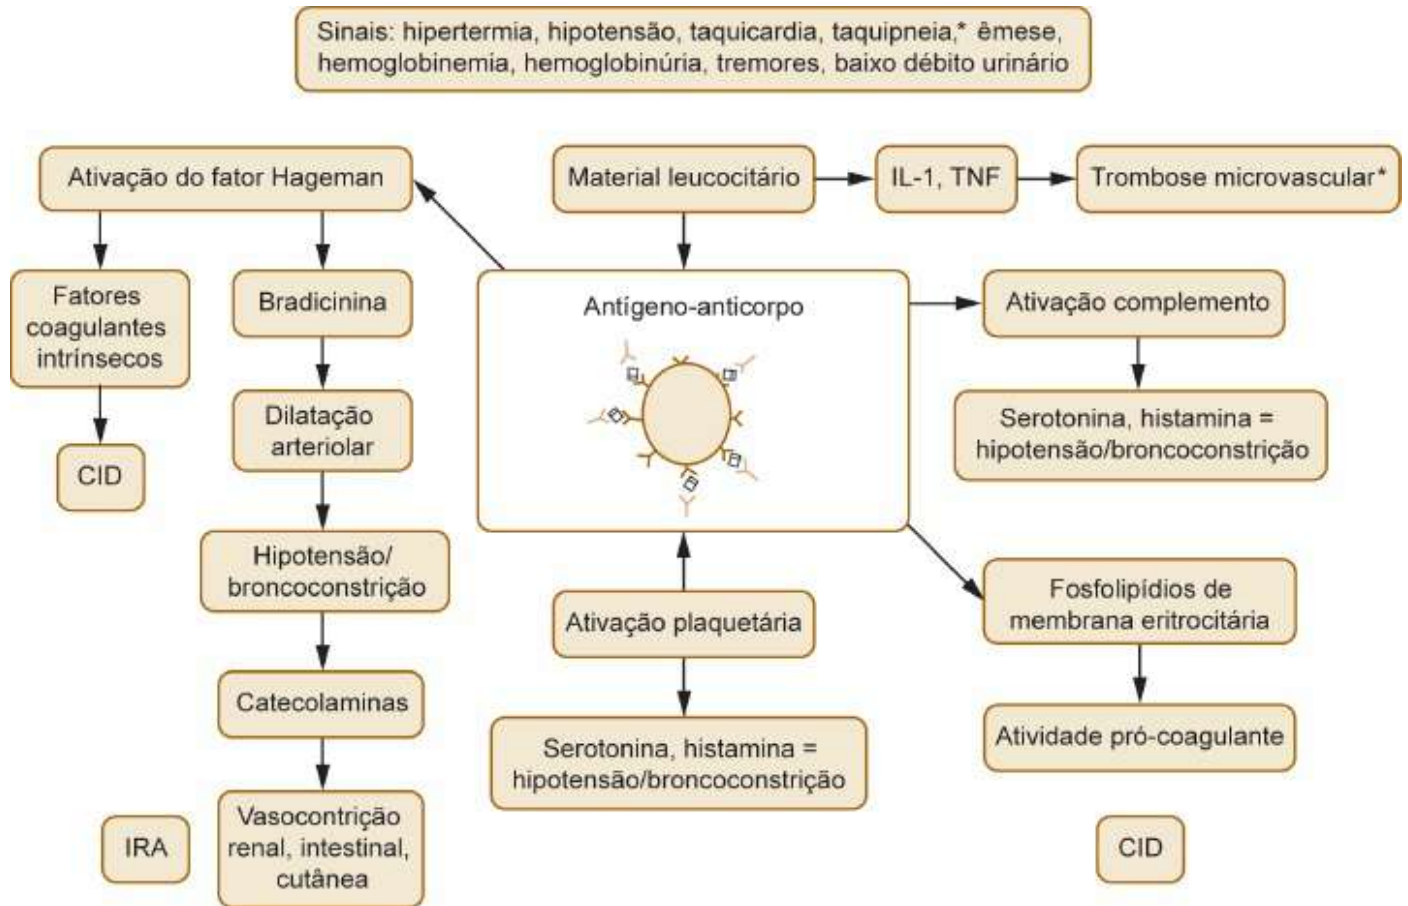 Sinais: hipertermia, hipotensão, taquicardia, taquipneia,* êmese,
hemoglobinemia, hemoglobinúria, tremores, baixo débito urinário
Ativação do fator Hageman
Material leucocitário
IL-1, TNF
Trombose microvascular*
Fatores
coagulantes
intrínsecos
Bradicinina
Antígeno-anticorpo
Ativação complemento
Dilatação
arteriolar
Serotonina, histamina =
hipotensão/broncoconstrição
CID
Hipotensão/
broncoconstrição
Ativação plaquetária
Fosfolipídios de
membrana eritrocitária
Catecolaminas
Serotonina, histamina =
hipotensão/broncoconstrição
Atividade pró-coagulante
IRA
Vasocontrição
renal, intestinal,
cutânea
CID